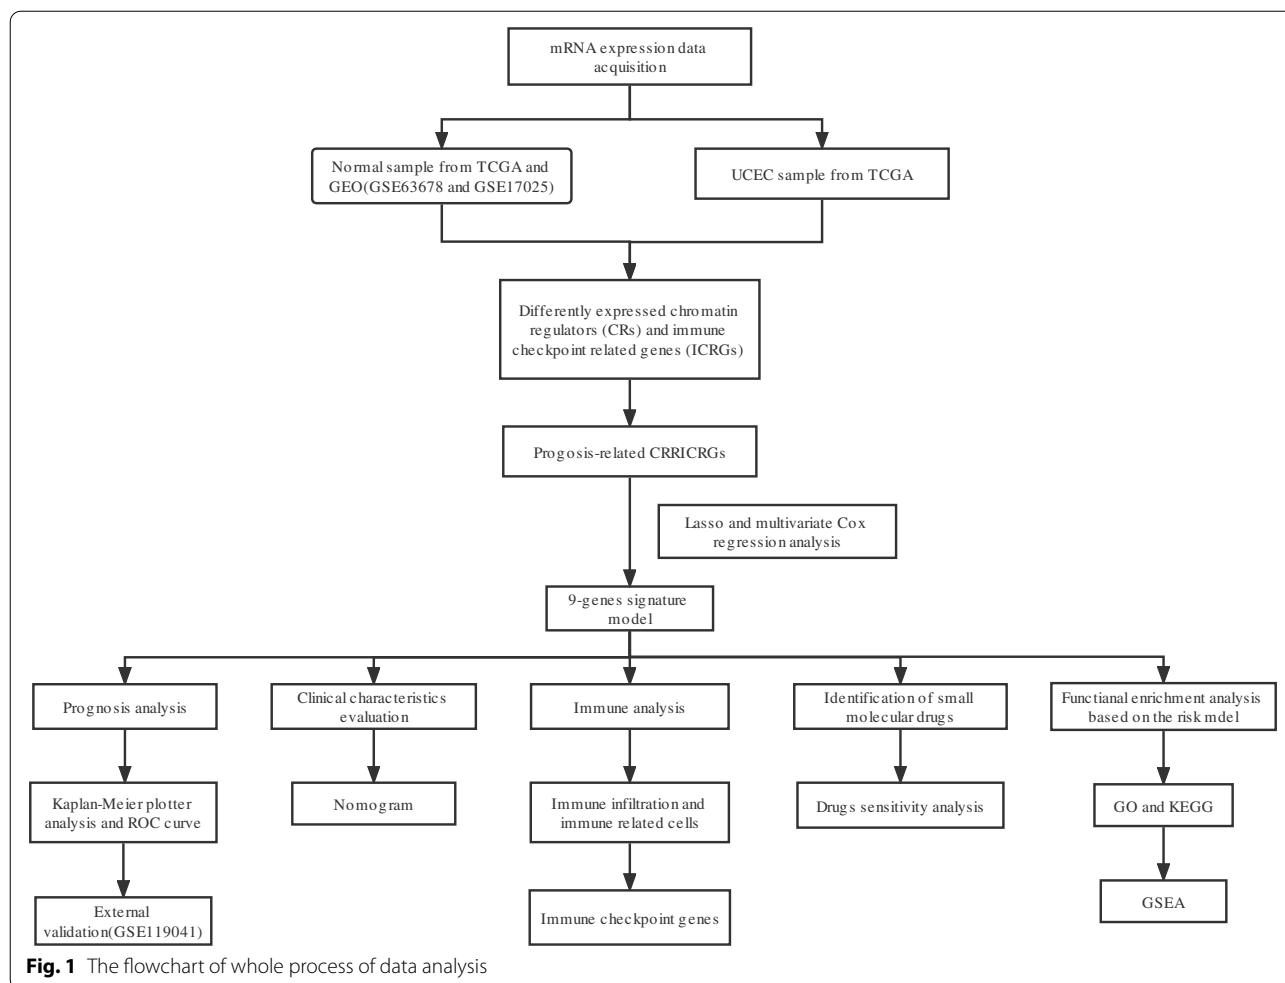 mRNA expression data
acquisition
Normal sample from TCGA and
GEO(GSE63678 and GSE17025)
UCEC sample from TCGA
Differently expressed chromatin
regulators (CRs) and immune
checkpoint related genes (ICRGs)
Progosis-related CRRICRGs
Lasso and multivariate Cox
regression analysis
9-genes signature
model
Prognosis analysis
Clinical characteristics
evaluation
Immune analysis
Identification of small
molecular drugs
Functianal enrichment analysis
based on the risk mdel
Kaplan-Meier plotter
analysis and ROC curve
Nomogram
Immune infiltration and
immune related cells
Drugs sensitivity analysis
GO and KEGG
External
validation(GSE119041)
Immune checkpoint genes
GSEA
Fig. 1 The flowchart of whole process of data analysis